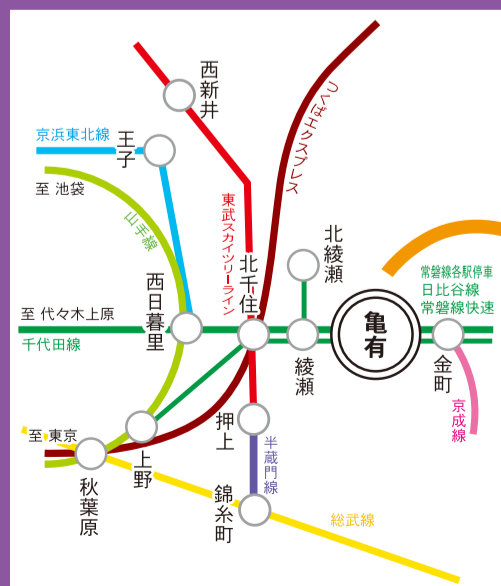 西新井
つくばエクスプレス
京浜東北線
王子
至 池袋
山手線
東武スカイツリーライン
北千住
北綾瀬
西日暮里
常磐線各駅停車
日比谷線
常磐線快速
至 代々木上原
千代田線
綾瀬
亀有
金町
京成線
至 東京
上野
押上
半蔵門線
秋葉原
錦糸町
総武線